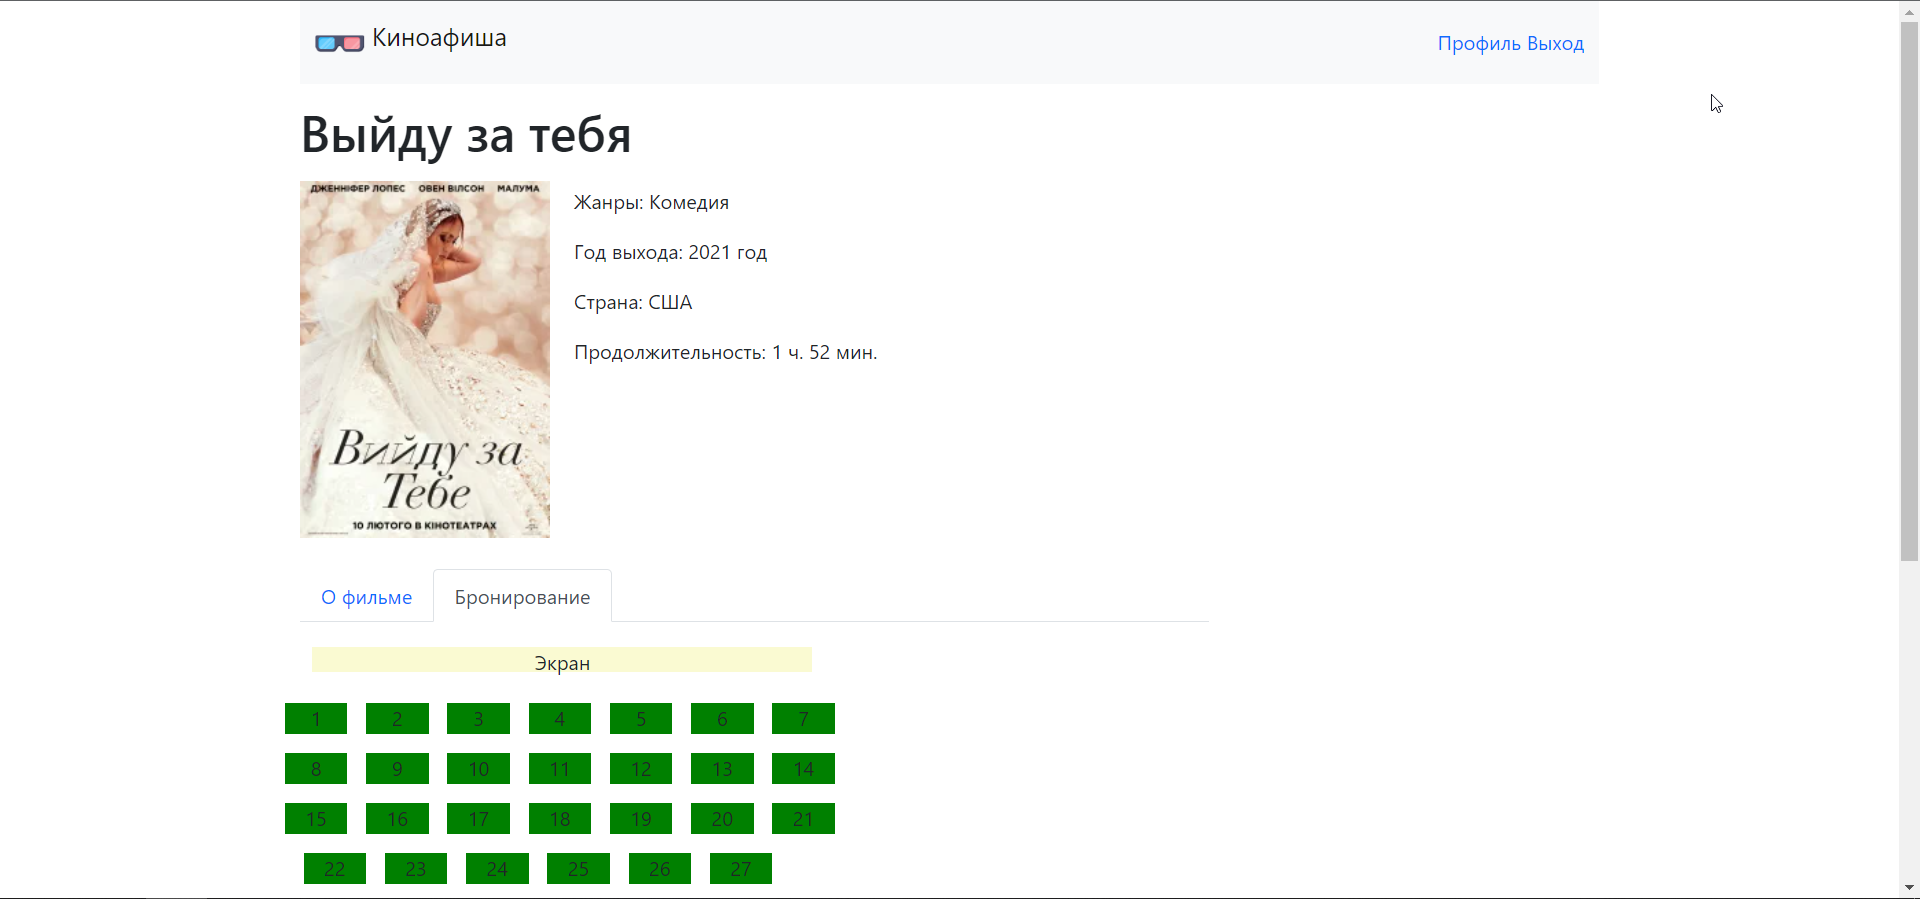 Киноафиша
Профиль Выход
Выйду за тебя
ДЖЕННІФЕР ЛОПЕС ОВЕН ВІЛСОН МАЛУМА
Вийду за
Тебе
10 ЛЮТОГО В КІНОТЕАТРАХ
Жанры: Комедия
Год выхода: 2021 год
Страна: США
Продолжительность: 1 ч. 52 мин.
О фильме Бронирование
Экран
1 2 3 4 5 6 7
8 9 10 11 12 13 14
15 16 17 18 19 20 21
22 23 24 25 26 27